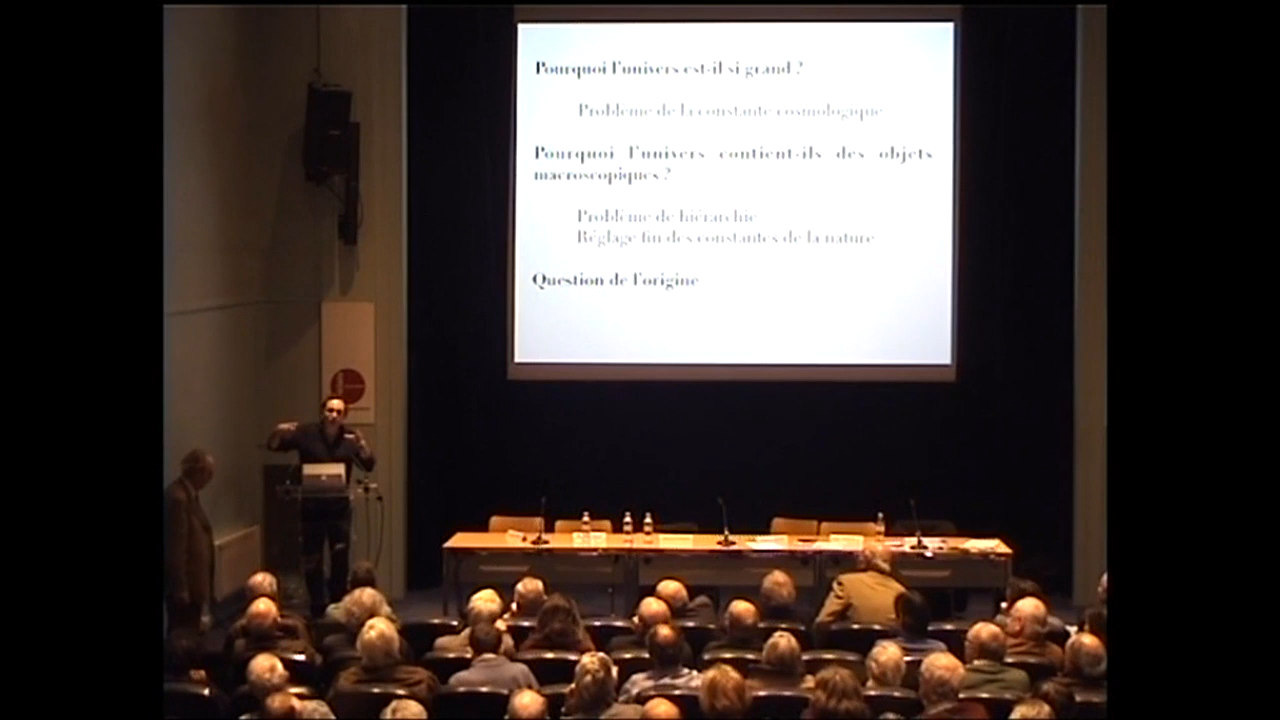 Pourquoi l'univers est-il si grand ?
Problème de la constante cosmologique
Pourquoi l'univers contient-ils des objets
macroscopiques ?
Problème de hiérarchie
Réglage fin des constantes de la nature
Question de l'origine